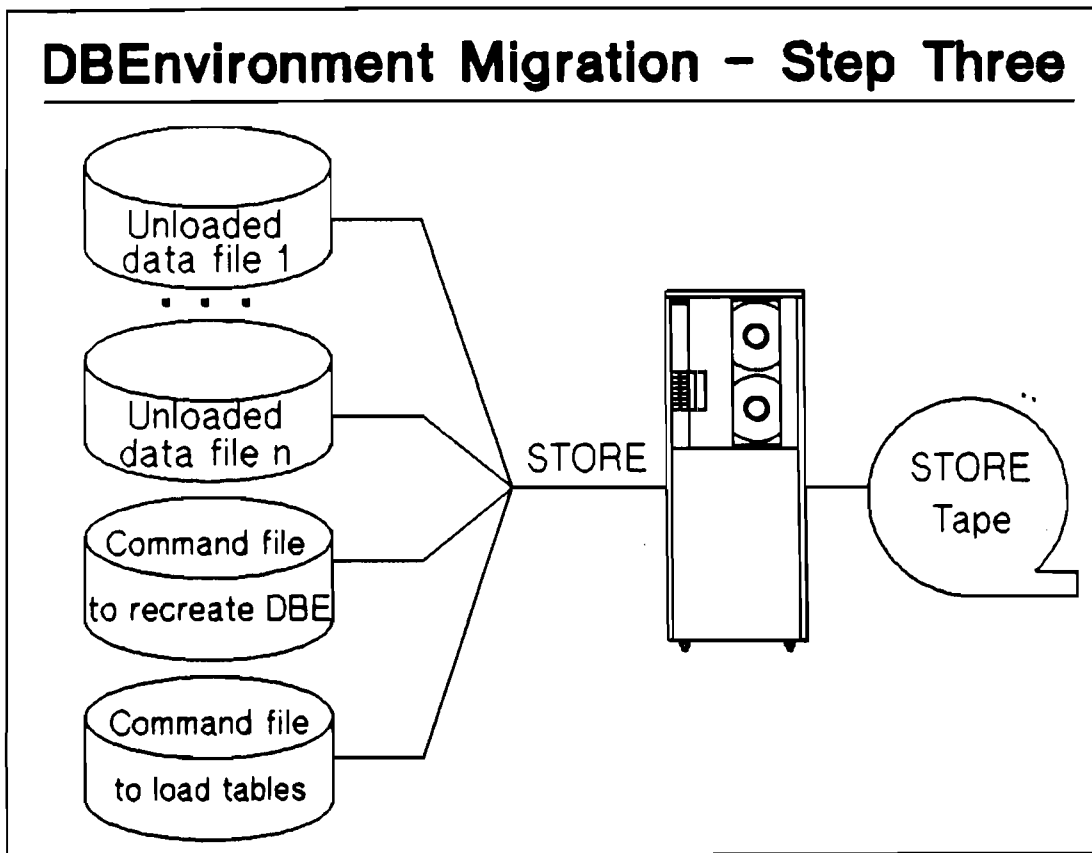 DBEnvironment Migration - Step Three
Unloaded
data file 1
. . .
Unloaded
data file n
Command file
to recreate DBE
Command file
to load tables
STORE
STORE
Tape